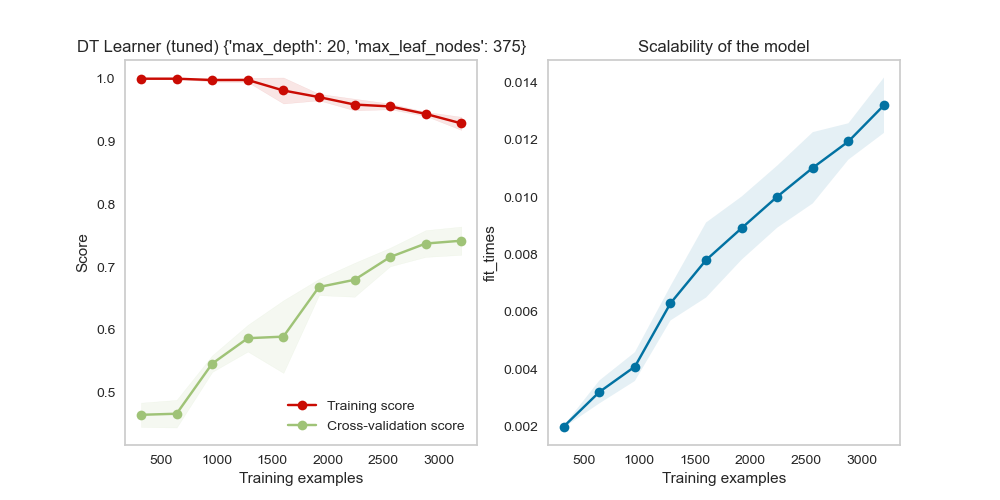 DT Learner (tuned) {'max_depth': 20, 'max_leaf_nodes': 375}
1.0
0.9
0.8
0.7
0.6
0.5
Score
Training score
Cross-validation score
500 1000 1500 2000 2500 3000
Training examples
Scalability of the model
0.014
0.012
0.010
0.008
0.006
0.004
0.002
fit_times
500 1000 1500 2000 2500 3000
Training examples